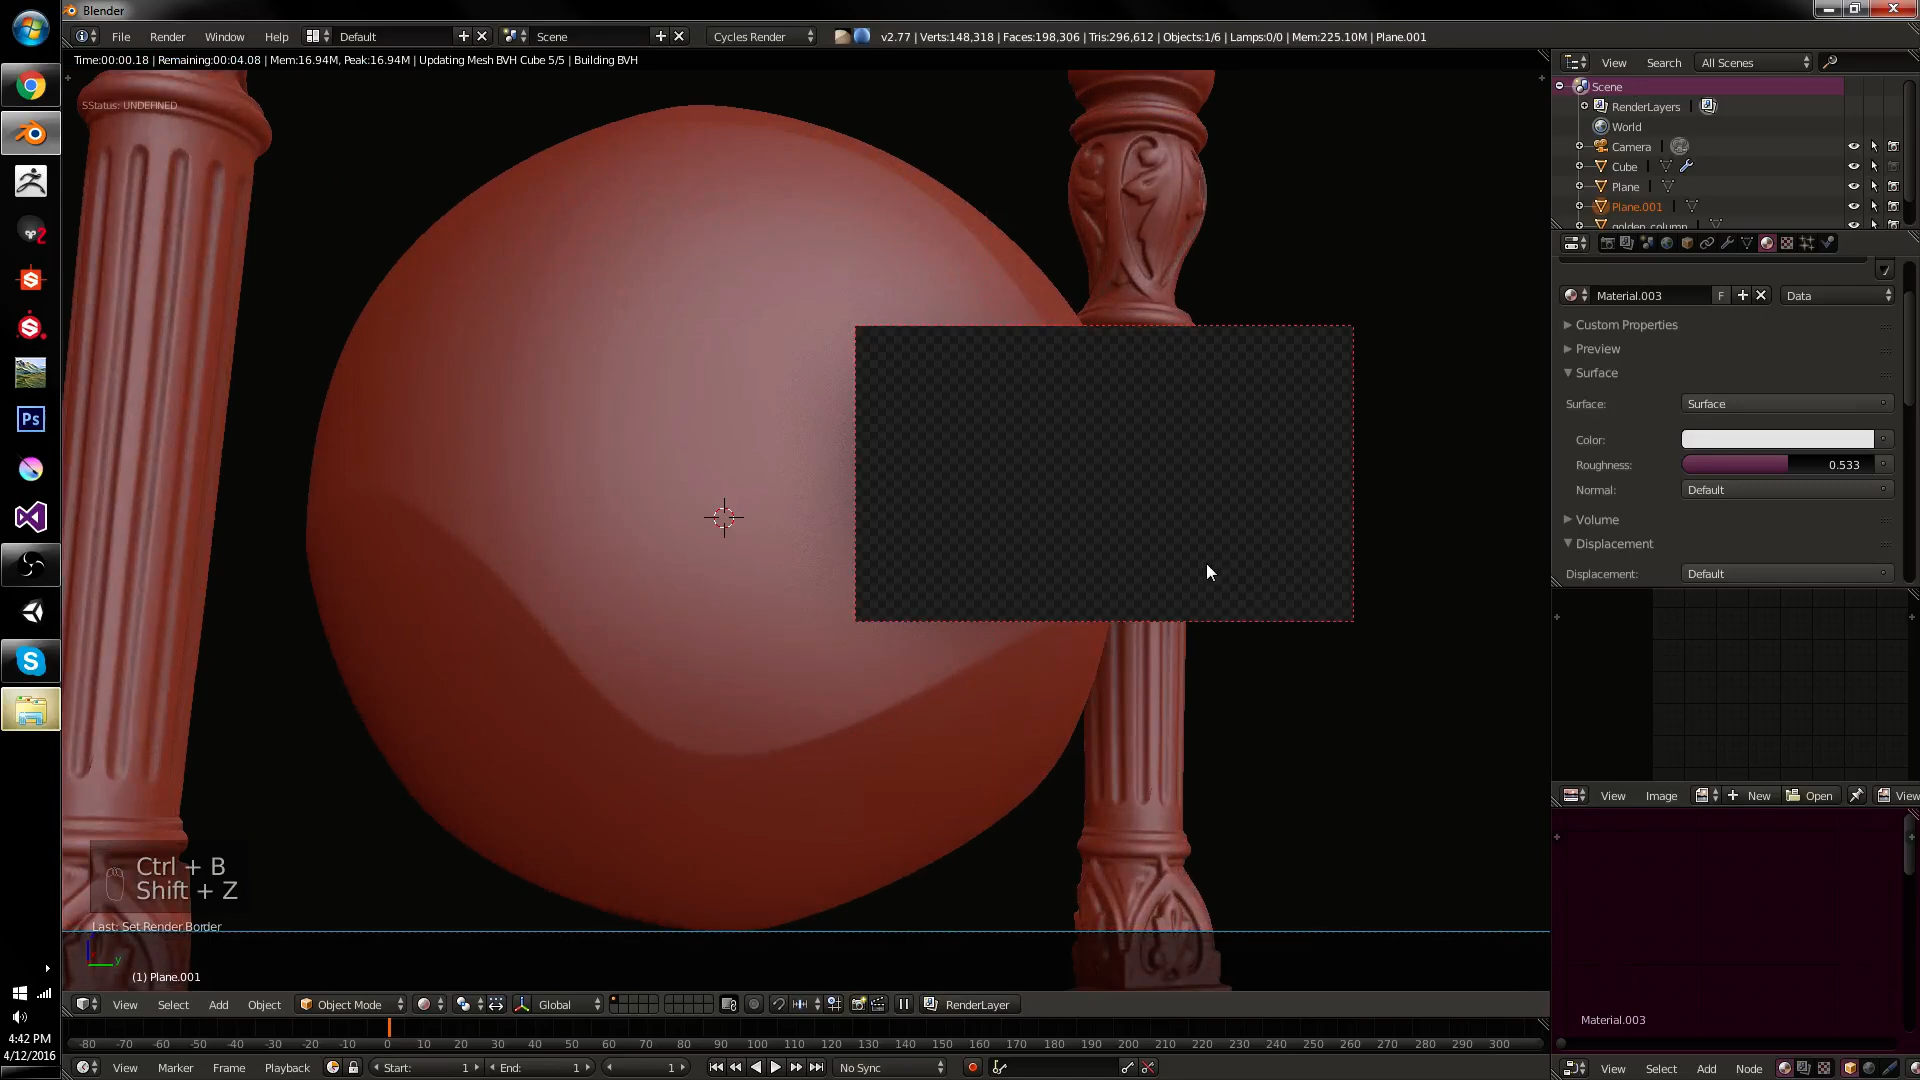 Blender
File Render Window Help Default Scene Cycles Render v2.77 | Verts:148,318 | Faces:198,306 | Tris:296,612 | Objects:1/6 | Lamps:0/0 | Mem:225.10M | Plane.001
Time:00:00.18 | Remaining:00:04.08 | Mem:16.94M, Peak:16.94M | Updating Mesh BVH Cube 5/5 | Building BVH
View Search All Scenes
SStatus: UNDEFINED
Scene
RenderLayers
World
Camera
Cube
Plane
Plane.001
golden_column
Material.003 F Data
Custom Properties
Preview
Surface
Surface: Surface
Color:
Roughness: 0.533
Normal: Default
Volume
Displacement
Displacement: Default
2
Ps
View Image New Open View
Ctrl + B
Shift + Z
Last: Set Render Border
y
(1) Plane.001
View Select Add Object Object Mode Global RenderLayer
Material.003
-80 -70 -60 -50 -40 -30 -20 -10 0 10 20 30 40 50 60 70 80 90 100 110 120 130 140 150 160 170 180 190 200 210 220 230 240 250 260 270 280 290 300
View Marker Frame Playback Start: 1 End: 1 1 No Sync
View Select Add Node
4:42 PM
4/12/2016